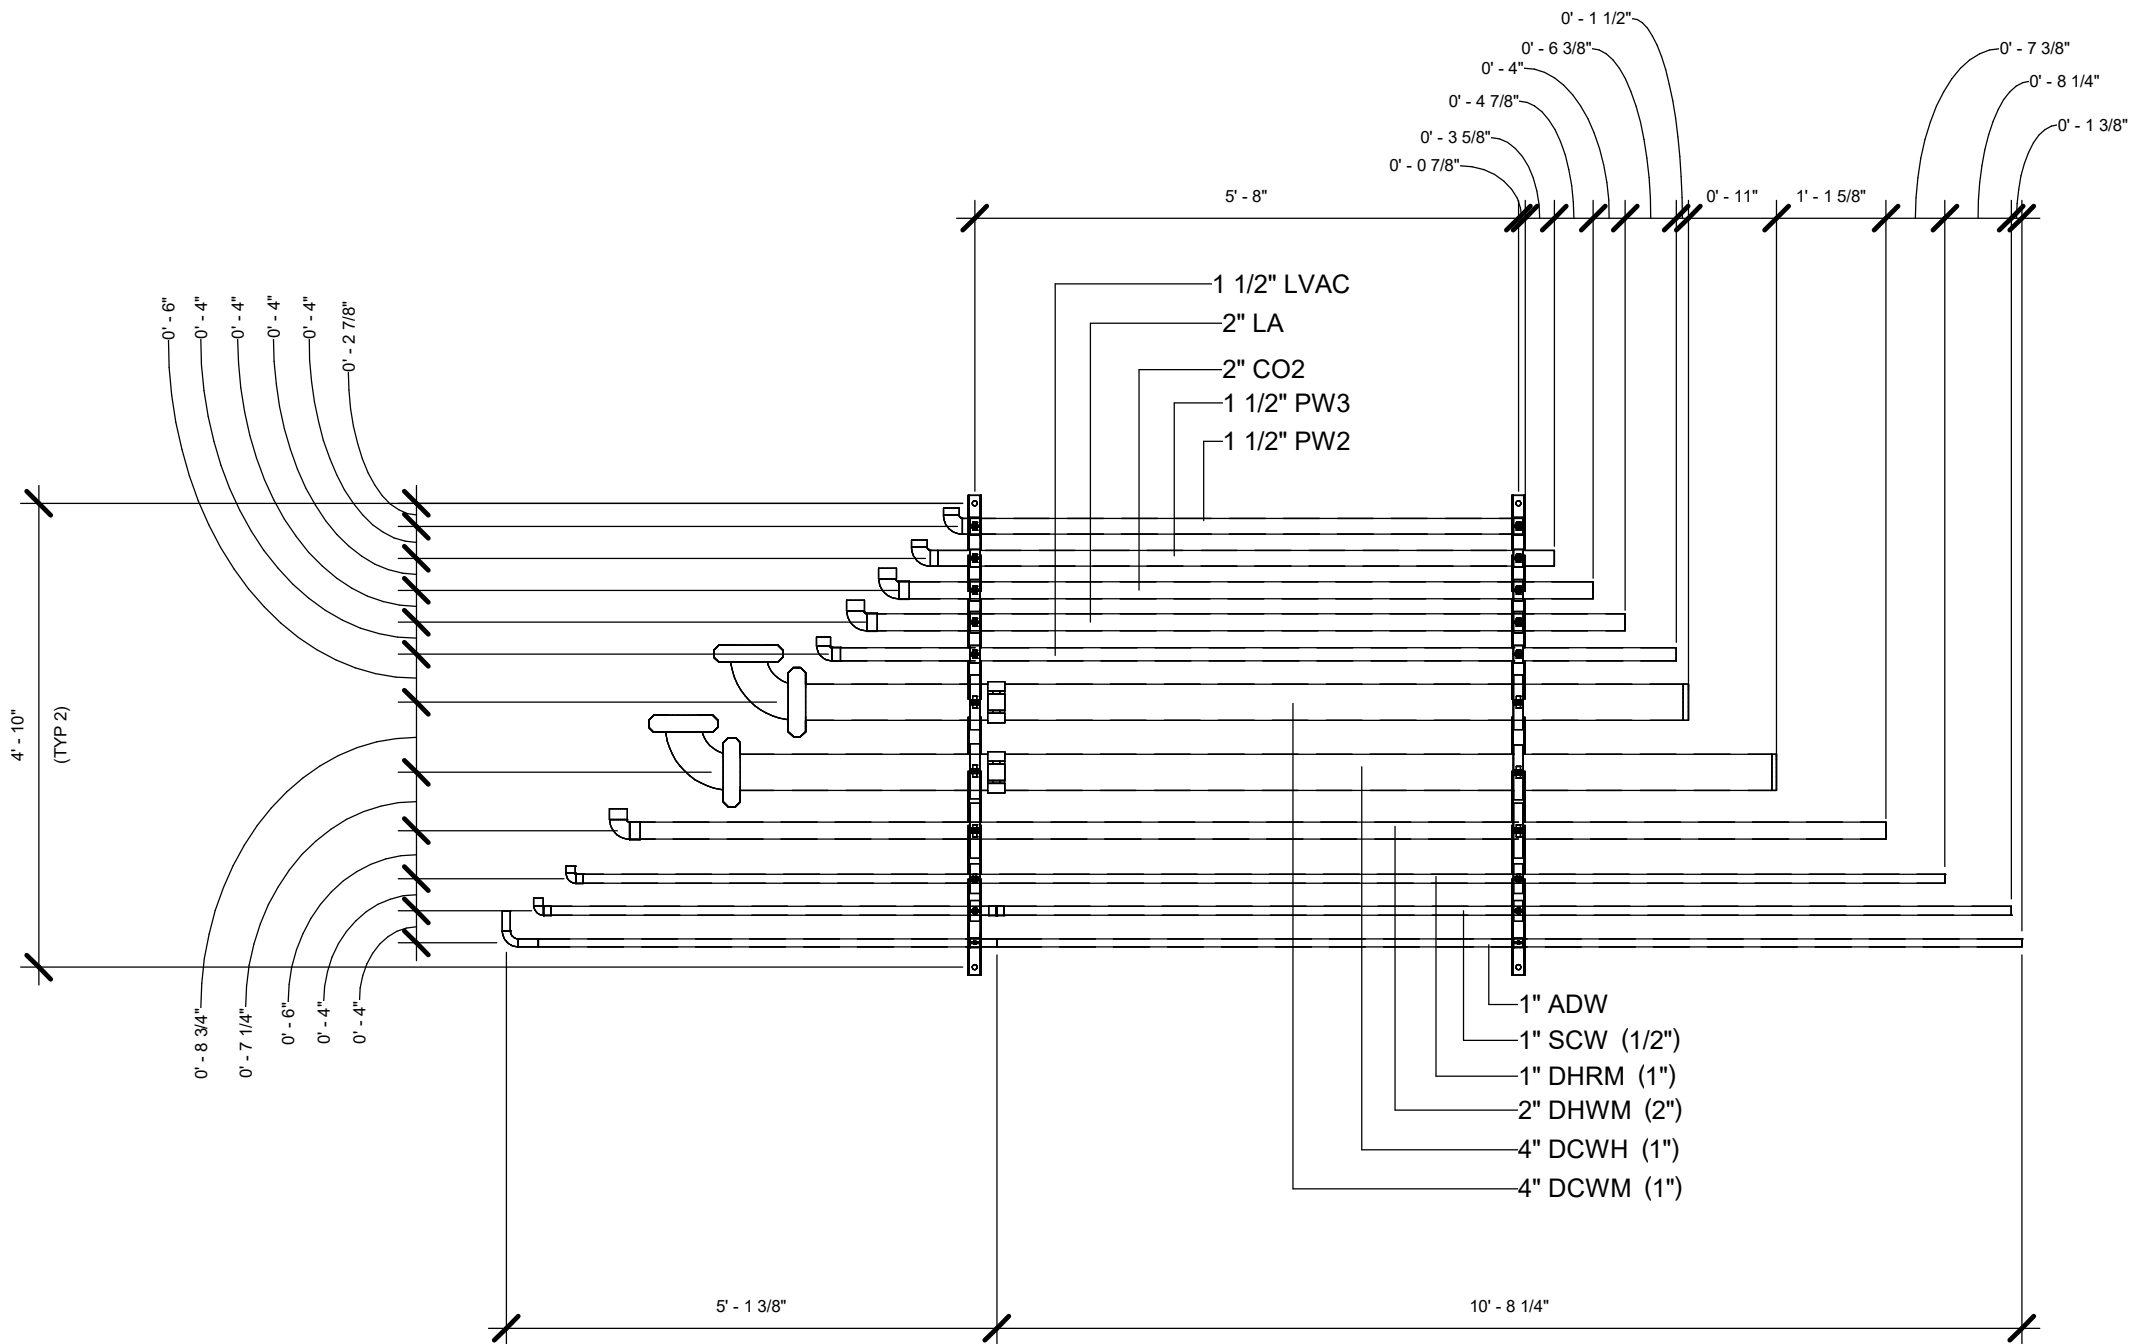 0' - 1 1/2"
0' - 6 3/8"
0' - 4"
0' - 4 7/8"
0' - 3 5/8"
0' - 0 7/8"
0' - 7 3/8"
0' - 8 1/4"
0' - 1 3/8"
5' - 8"
0' - 11"
1' - 1 5/8"
1 1/2" LVAC
2" LA
2" CO2
1 1/2" PW3
1 1/2" PW2
0' - 6"
0' - 4"
0' - 4"
0' - 4"
0' - 4"
0' - 2 7/8"
4' - 10"
(TYP 2)
0' - 8 3/4"
0' - 7 1/4"
0' - 6"
0' - 4"
0' - 4"
1" ADW
1" SCW (1/2")
1" DHRM (1")
2" DHWM (2")
4" DCWH (1")
4" DCWM (1")
5' - 1 3/8"
10' - 8 1/4"